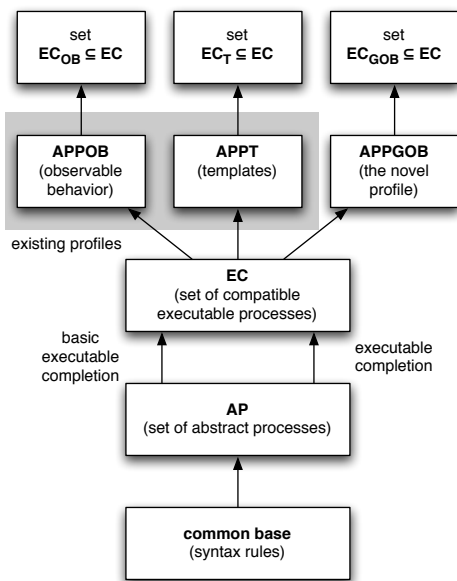 set
EC_OB ⊆ EC
set
EC_T ⊆ EC
set
EC_GOB ⊆ EC
APPOB
(observable
behavior)
APPT
(templates)
APPGOB
(the novel
profile)
existing profiles
EC
(set of compatible
executable processes)
basic
executable
completion
executable
completion
AP
(set of abstract processes)
common base
(syntax rules)